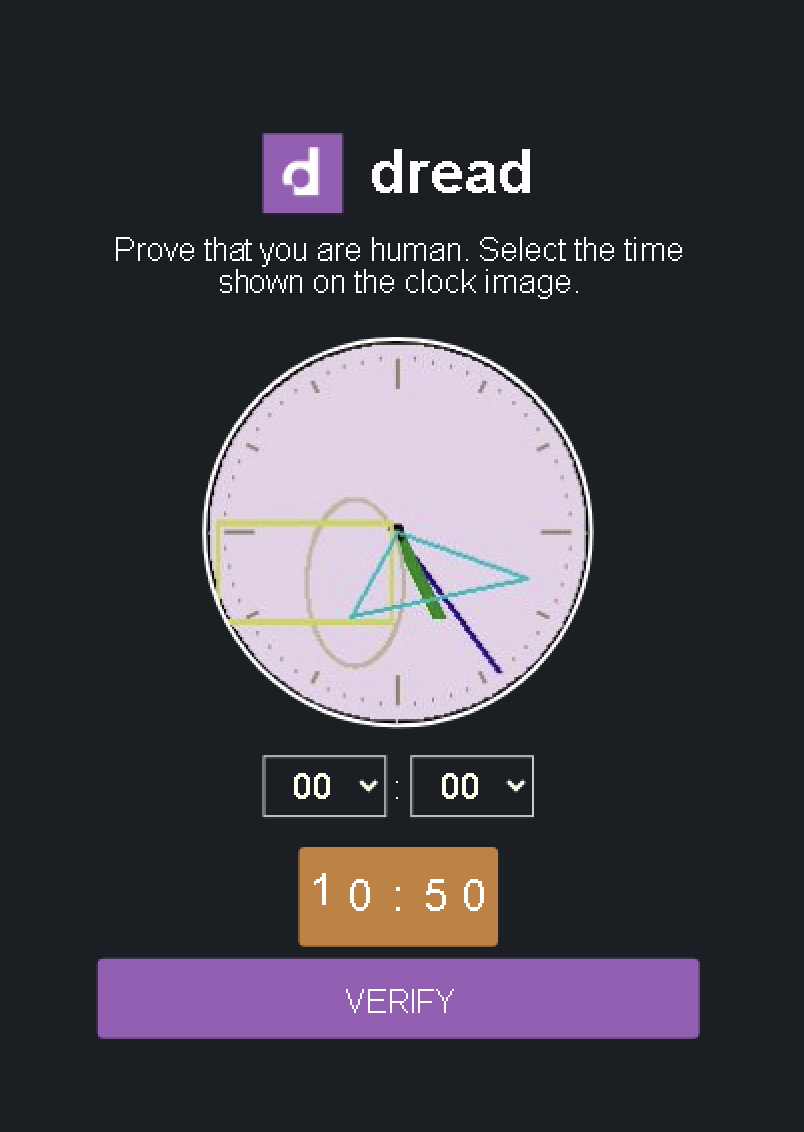 d dread
Prove that you are human. Select the time
shown on the clock image.
00 : 00
10:50
VERIFY